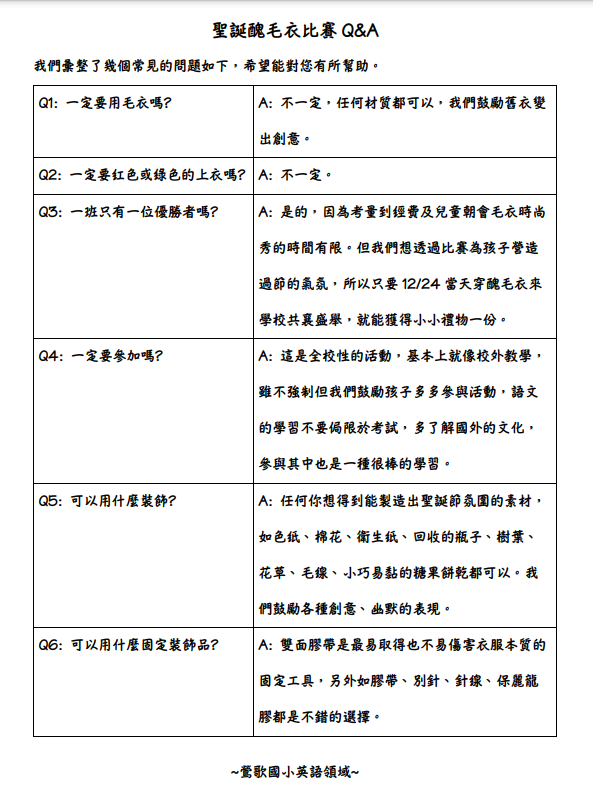 聖誕醜毛衣比賽 Q&A
我們彙整了幾個常見的問題如下，希望能對您有所幫助。
Q1: 一定要用毛衣嗎?
A: 不一定，任何材質都可以，我們鼓勵舊衣變
出創意。
Q2: 一定要紅色或綠色的上衣嗎?
A: 不一定。
Q3: 一班只有一位優勝者嗎?
A: 是的，因為考量到經費及兒童朝會毛衣時尚
秀的時間有限。但我們想透過比賽為孩子營造
過節的氣氛，所以只要 12/24 當天穿醜毛衣來
學校共襄盛舉，就能獲得小小禮物一份。
Q4: 一定要參加嗎?
A: 這是全校性的活動，基本上就像校外教學，
雖不強制但我們鼓勵孩子多多參與活動，語文
的學習不要侷限於考試，多了解國外的文化，
參與其中也是一種很棒的學習。
Q5: 可以用什麼裝飾?
A: 任何你想得到能製造出聖誕節氛圍的素材，
如色紙、棉花、衛生紙、回收的瓶子、樹葉、
花草、毛線、小巧易黏的糖果餅乾都可以。我
們鼓勵各種創意、幽默的表現。
Q6: 可以用什麼固定裝飾品?
A: 雙面膠帶是最易取得也不易傷害衣服本質的
固定工具，另外如膠帶、別針、針線、保麗龍
膠都是不錯的選擇。
~鶯歌國小英語領域~